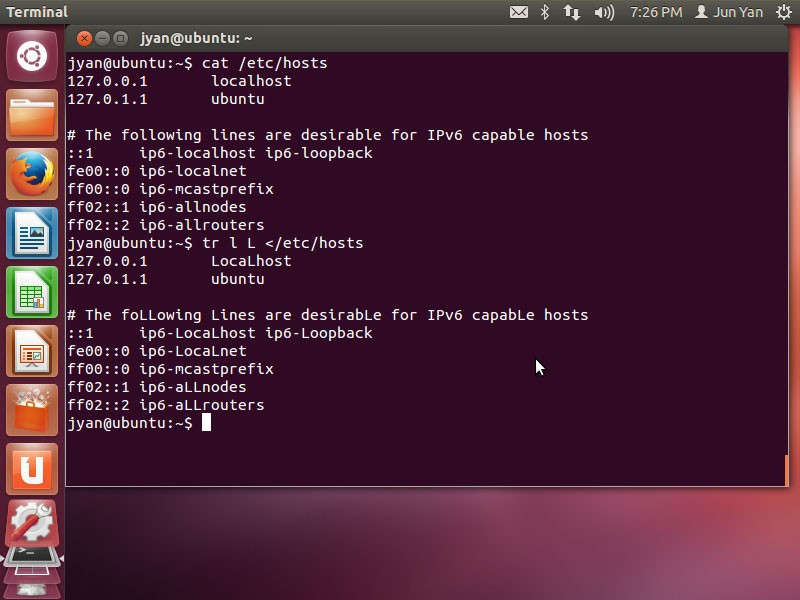 Terminal
7:26 PM Jun Yan
jyan@ubuntu: ~
jyan@ubuntu:~$ cat /etc/hosts
127.0.0.1       localhost
127.0.1.1       ubuntu

# The following lines are desirable for IPv6 capable hosts
::1     ip6-localhost ip6-loopback
fe00::0 ip6-localnet
ff00::0 ip6-mcastprefix
ff02::1 ip6-allnodes
ff02::2 ip6-allrouters
jyan@ubuntu:~$ tr l L </etc/hosts
127.0.0.1       LocaLhost
127.0.1.1       ubuntu

# The foLLowing Lines are desirabLe for IPv6 capabLe hosts
::1     ip6-LocaLhost ip6-Loopback
fe00::0 ip6-LocaLnet
ff00::0 ip6-mcastprefix
ff02::1 ip6-aLLnodes
ff02::2 ip6-aLLrouters
jyan@ubuntu:~$